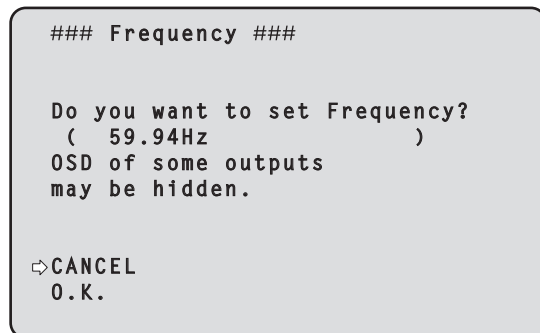 ### Frequency ###
Do you want to set Frequency?
( 59.94Hz )
OSD of some outputs
may be hidden.
⇨CANCEL
O.K.